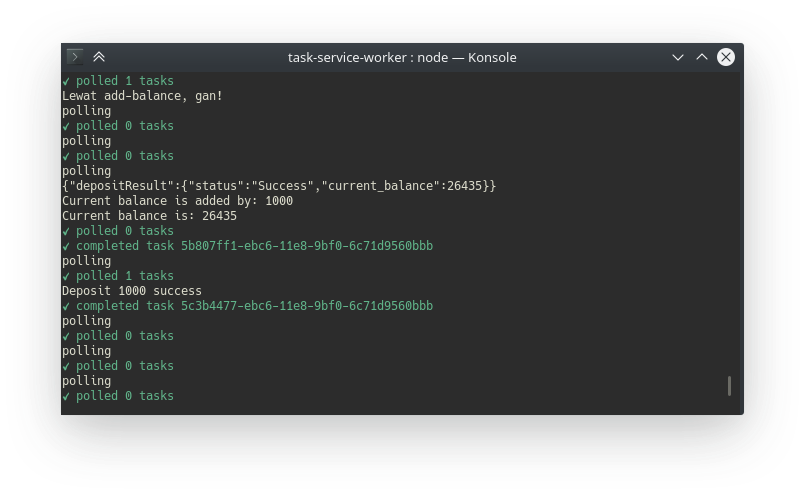 task-service-worker : node — Konsole
✔ polled 1 tasks
Lewat add-balance, gan!
polling
✔ polled 0 tasks
polling
✔ polled 0 tasks
polling
{"depositResult":{"status":"Success","current_balance":26435}}
Current balance is added by: 1000
Current balance is: 26435
✔ polled 0 tasks
✔ completed task 5b807ff1-ebc6-11e8-9bf0-6c71d9560bbb
polling
✔ polled 1 tasks
Deposit 1000 success
✔ completed task 5c3b4477-ebc6-11e8-9bf0-6c71d9560bbb
polling
✔ polled 0 tasks
polling
✔ polled 0 tasks
polling
✔ polled 0 tasks